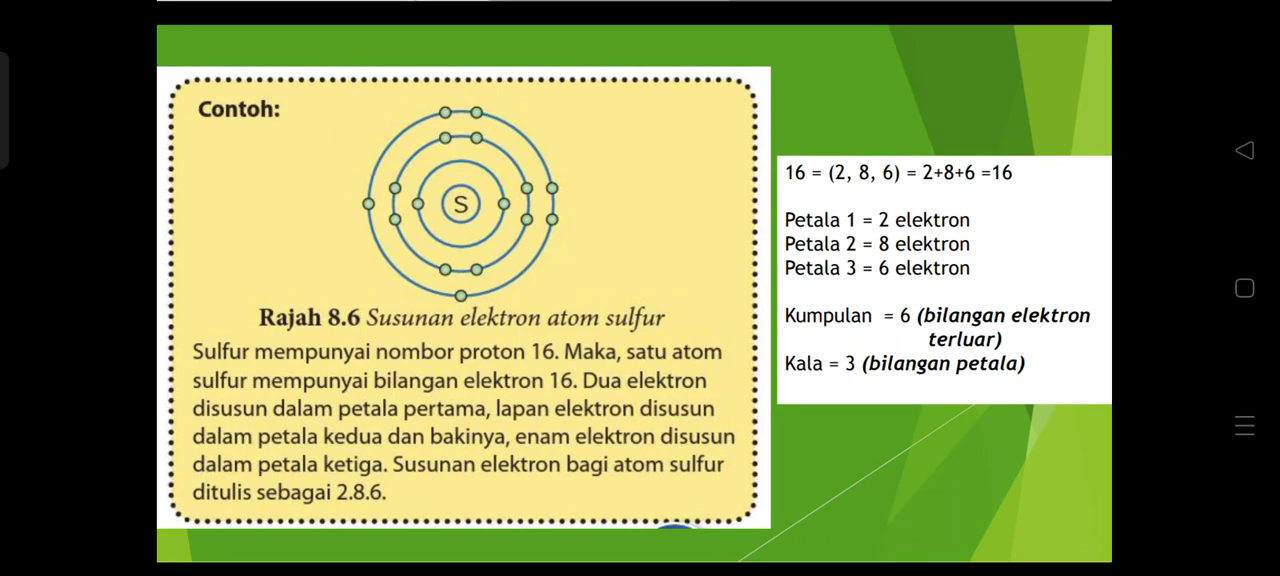 Contoh:
S
Rajah 8.6 Susunan elektron atom sulfur
Sulfur mempunyai nombor proton 16. Maka, satu atom
sulfur mempunyai bilangan elektron 16. Dua elektron
disusun dalam petala pertama, lapan elektron disusun
dalam petala kedua dan bakinya, enam elektron disusun
dalam petala ketiga. Susunan elektron bagi atom sulfur
ditulis sebagai 2.8.6.
16 = (2, 8, 6) = 2+8+6 =16
Petala 1 = 2 elektron
Petala 2 = 8 elektron
Petala 3 = 6 elektron
Kumpulan = 6 (bilangan elektron
terluar)
Kala = 3 (bilangan petala)